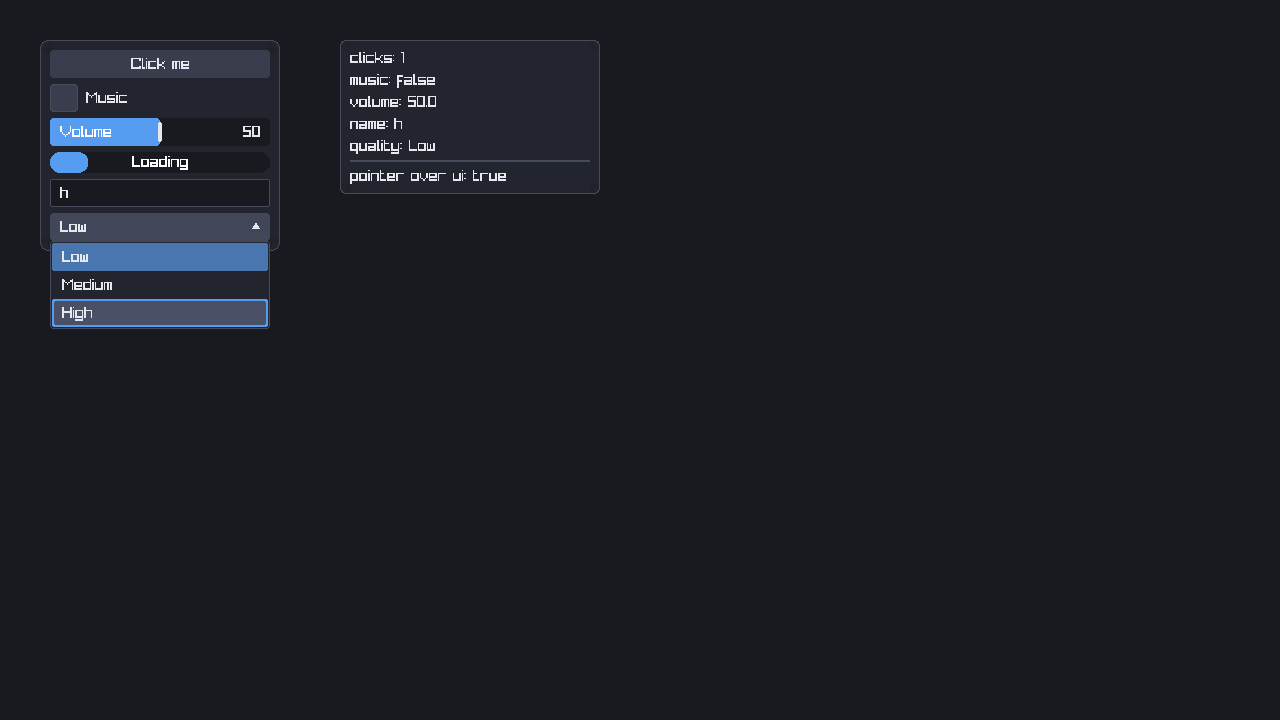 Click me
Music
Volume 50
Loading
h
Low
Low
Medium
High
clicks: 1
music: false
volume: 50.0
name: h
quality: Low
pointer over ui: true